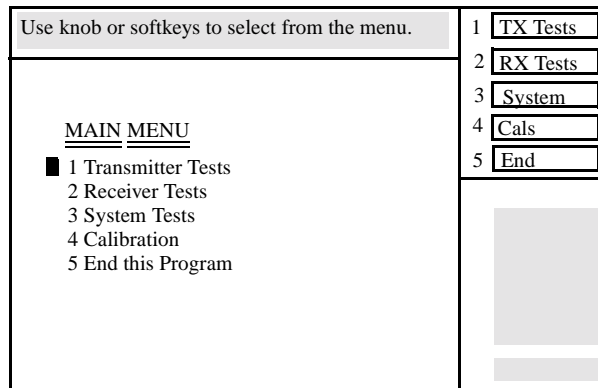 Use knob or softkeys to select from the menu.
MAIN MENU
1 Transmitter Tests
2 Receiver Tests
3 System Tests
4 Calibration
5 End this Program
1 TX Tests
2 RX Tests
3 System
4 Cals
5 End